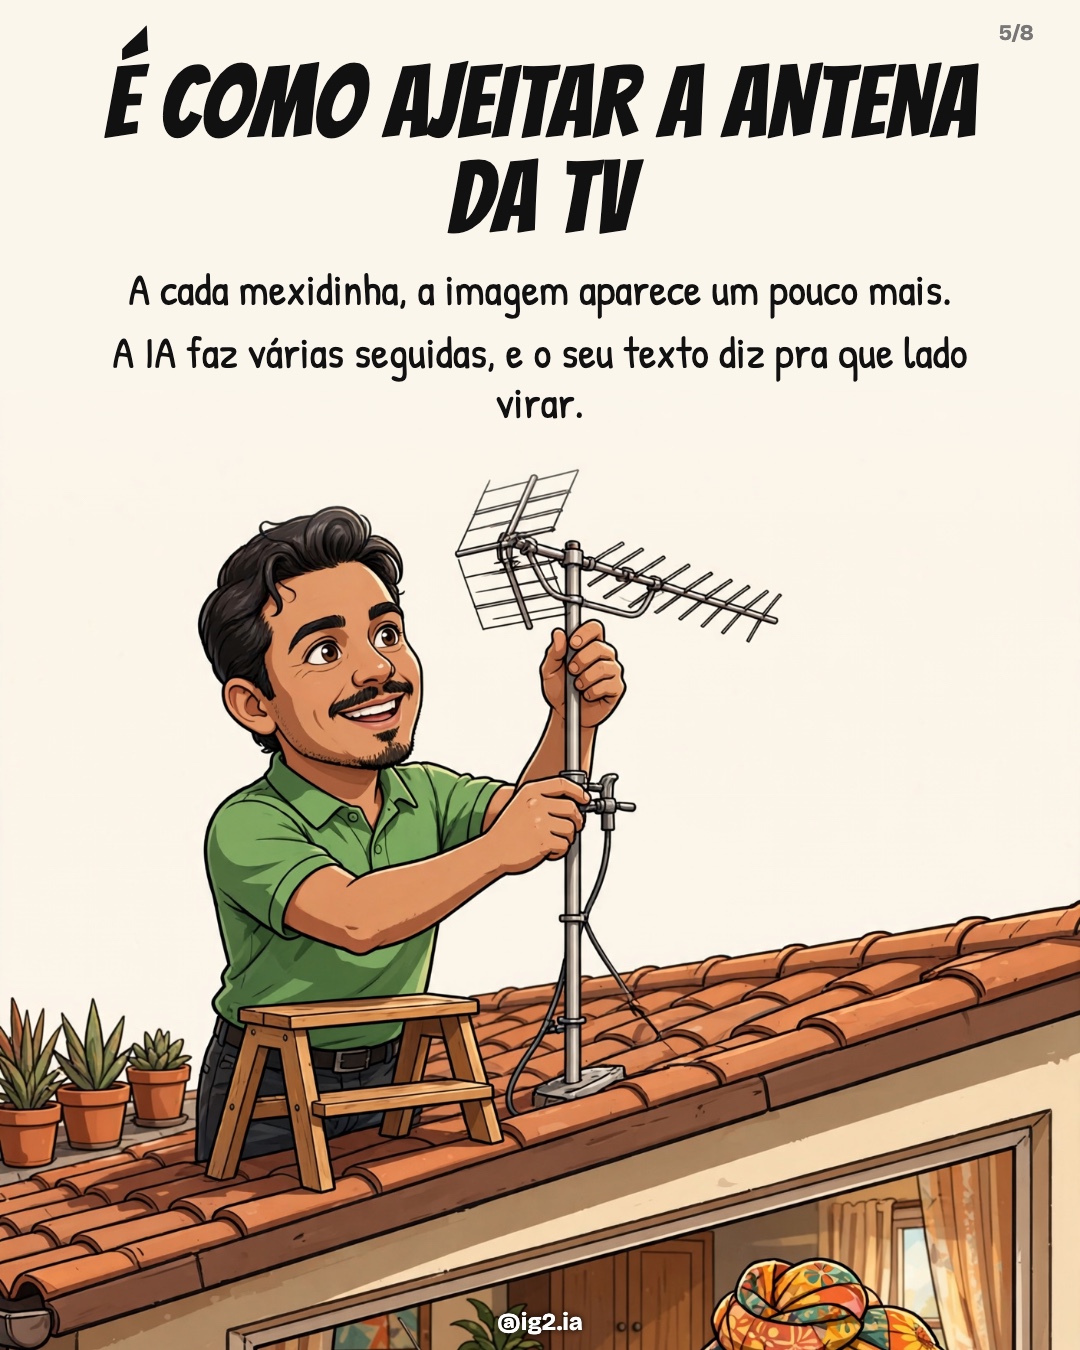 5/8
É COMO AJEITAR A ANTENA
DA TV
A cada mexidinha, a imagem aparece um pouco mais.
A IA faz várias seguidas, e o seu texto diz pra que lado
virar.
@ig2.ia